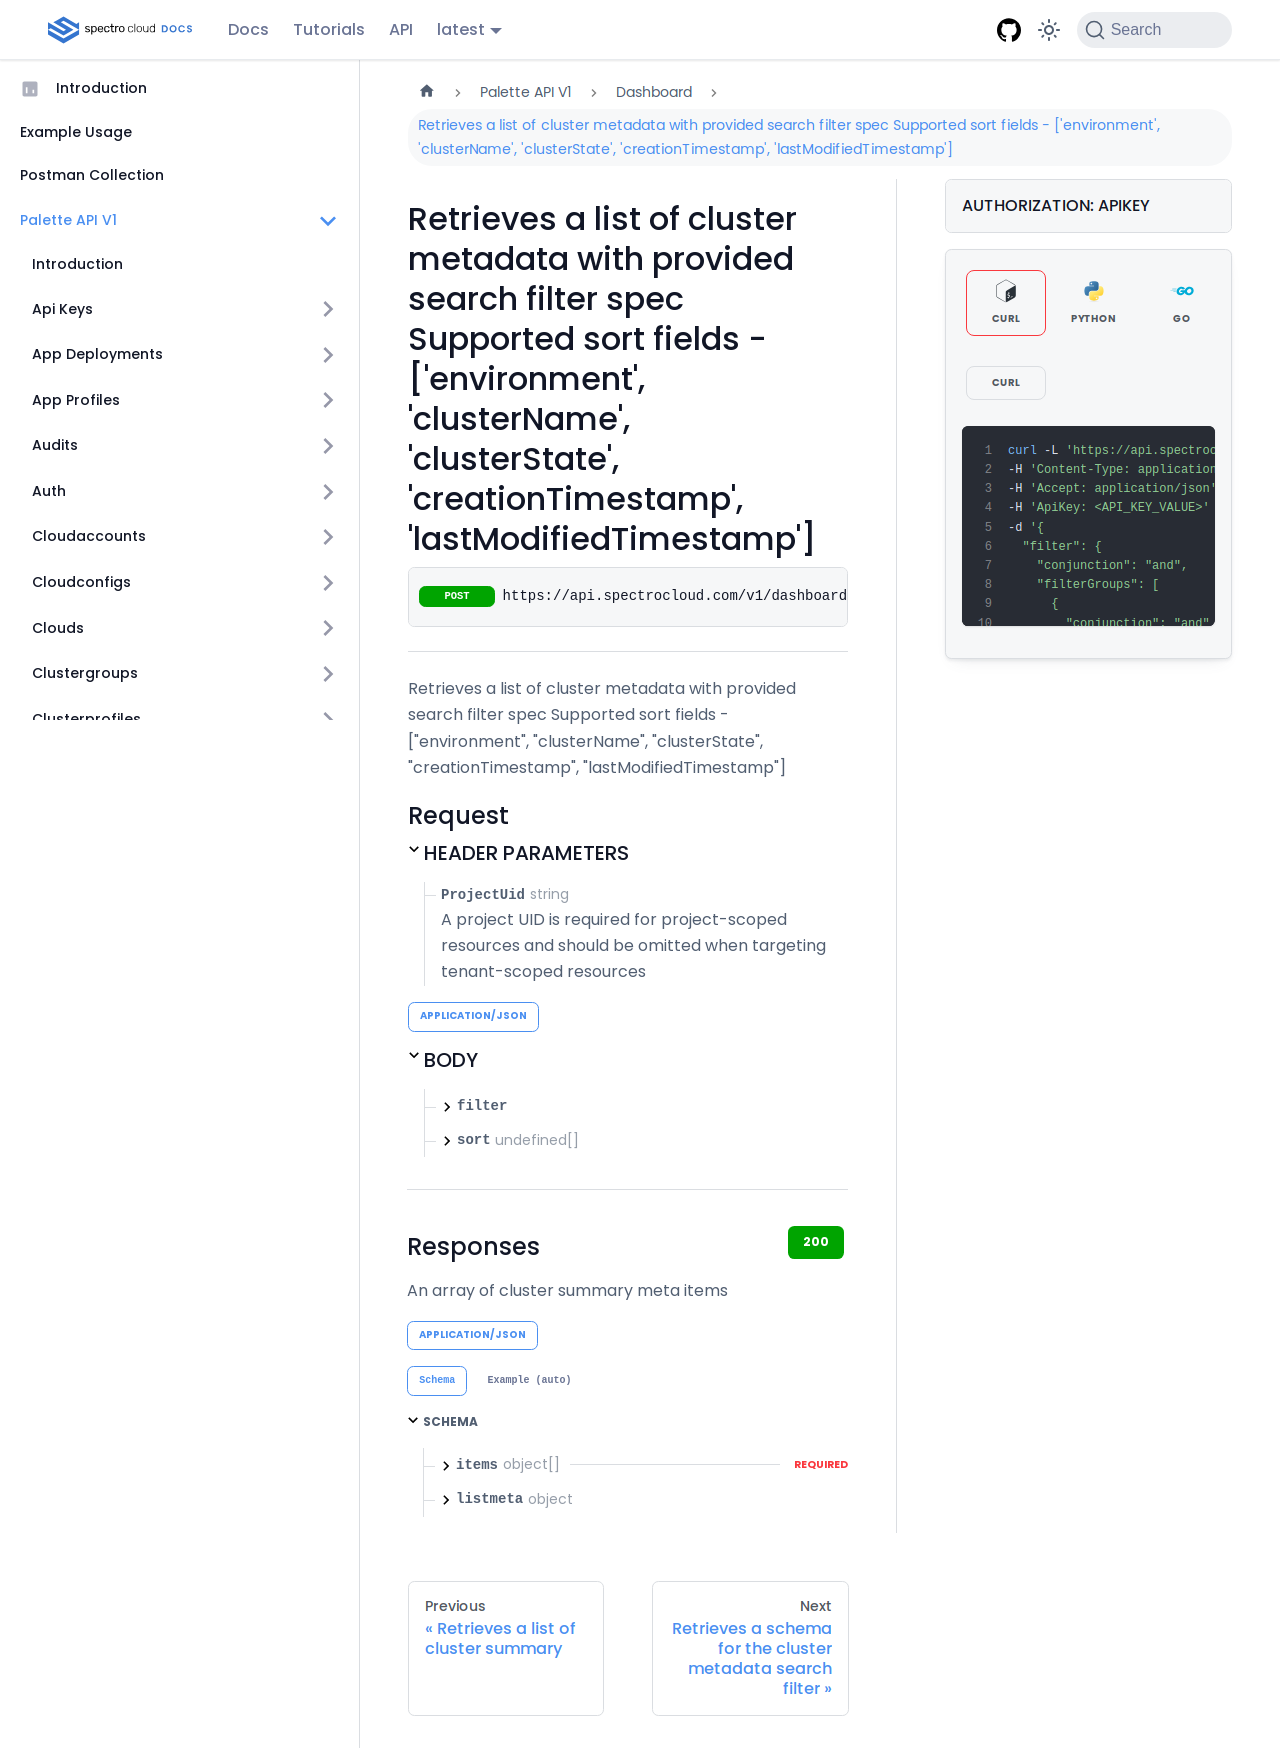 spectro cloud DOCS
Docs
Tutorials
API
latest
Search
Introduction
Example Usage
Postman Collection
Palette API V1
Introduction
Api Keys
App Deployments
App Profiles
Audits
Auth
Cloudaccounts
Cloudconfigs
Clouds
Clustergroups
Clusterprofiles
Palette API V1
Dashboard
Retrieves a list of cluster metadata with provided search filter spec Supported sort fields - ['environment',
'clusterName', 'clusterState', 'creationTimestamp', 'lastModifiedTimestamp']
Retrieves a list of cluster
metadata with provided
search filter spec
Supported sort fields -
['environment',
'clusterName',
'clusterState',
'creationTimestamp',
'lastModifiedTimestamp']
POST https://api.spectrocloud.com/v1/dashboard
Retrieves a list of cluster metadata with provided
search filter spec Supported sort fields -
["environment", "clusterName", "clusterState",
"creationTimestamp", "lastModifiedTimestamp"]
Request
HEADER PARAMETERS
ProjectUid string
A project UID is required for project-scoped
resources and should be omitted when targeting
tenant-scoped resources
APPLICATION/JSON
BODY
filter
sort undefined[]
Responses
200
An array of cluster summary meta items
APPLICATION/JSON
Schema
Example (auto)
SCHEMA
items object[]
REQUIRED
listmeta object
Previous
« Retrieves a list of
cluster summary
Next
Retrieves a schema
for the cluster
metadata search
filter »
AUTHORIZATION: APIKEY
CURL
PYTHON
GO
CURL
1 curl -L 'https://api.spectroc
2 -H 'Content-Type: application
3 -H 'Accept: application/json'
4 -H 'ApiKey: <API_KEY_VALUE>'
5 -d '{
6 "filter": {
7 "conjunction": "and",
8 "filterGroups": [
9 {
10 "conjunction": "and"